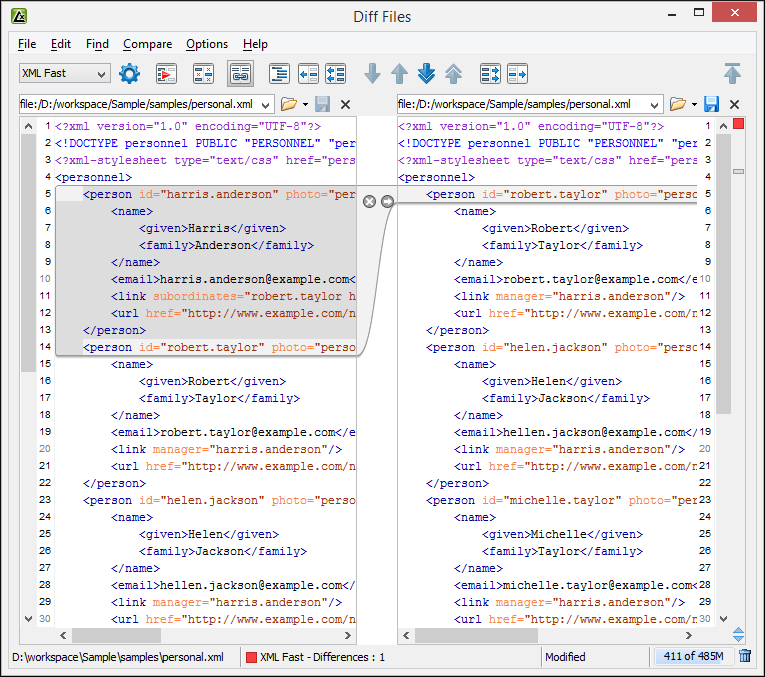 Diff Files
File Edit Find Compare Options Help
XML Fast
file:/D:/workspace/Sample/samples/personal.xml
1 <?xml version="1.0" encoding="UTF-8"?>
2 <!DOCTYPE personnel PUBLIC "PERSONNEL" "per
3 <?xml-stylesheet type="text/css" href="pers
4 <personnel>
5 <person id="harris.anderson" photo="per
6 <name>
7 <given>Harris</given>
8 <family>Anderson</family>
9 </name>
10 <email>harris.anderson@example.com<
11 <link subordinates="robert.taylor h
12 <url href="http://www.example.com/n
13 </person>
14 <person id="robert.taylor" photo="perso
15 <name>
16 <given>Robert</given>
17 <family>Taylor</family>
18 </name>
19 <email>robert.taylor@example.com</e
20 <link manager="harris.anderson"/>
21 <url href="http://www.example.com/n
22 </person>
23 <person id="helen.jackson" photo="perso
24 <name>
25 <given>Helen</given>
26 <family>Jackson</family>
27 </name>
28 <email>hellen.jackson@example.com</
29 <link manager="harris.anderson"/>
30 <url href="http://www.example.com/n
file:/D:/workspace/Sample/samples/personal.xml
<?xml version="1.0" encoding="UTF-8"?> 1
<!DOCTYPE personnel PUBLIC "PERSONNEL" "per 2
<?xml-stylesheet type="text/css" href="pers 3
<personnel> 4
<person id="robert.taylor" photo="perso 5
<name> 6
<given>Robert</given> 7
<family>Taylor</family> 8
</name> 9
<email>robert.taylor@example.com</e 10
<link manager="harris.anderson"/> 11
<url href="http://www.example.com/n 12
</person> 13
<person id="helen.jackson" photo="perso 14
<name> 15
<given>Helen</given> 16
<family>Jackson</family> 17
</name> 18
<email>hellen.jackson@example.com</ 19
<link manager="harris.anderson"/> 20
<url href="http://www.example.com/n 21
</person> 22
<person id="michelle.taylor" photo="per 23
<name> 24
<given>Michelle</given> 25
<family>Taylor</family> 26
</name> 27
<email>michelle.taylor@example.com< 28
<link manager="harris.anderson"/> 29
<url href="http://www.example.com/n 30
D:\workspace\Sample\samples\personal.xml
XML Fast - Differences : 1
Modified
411 of 485M